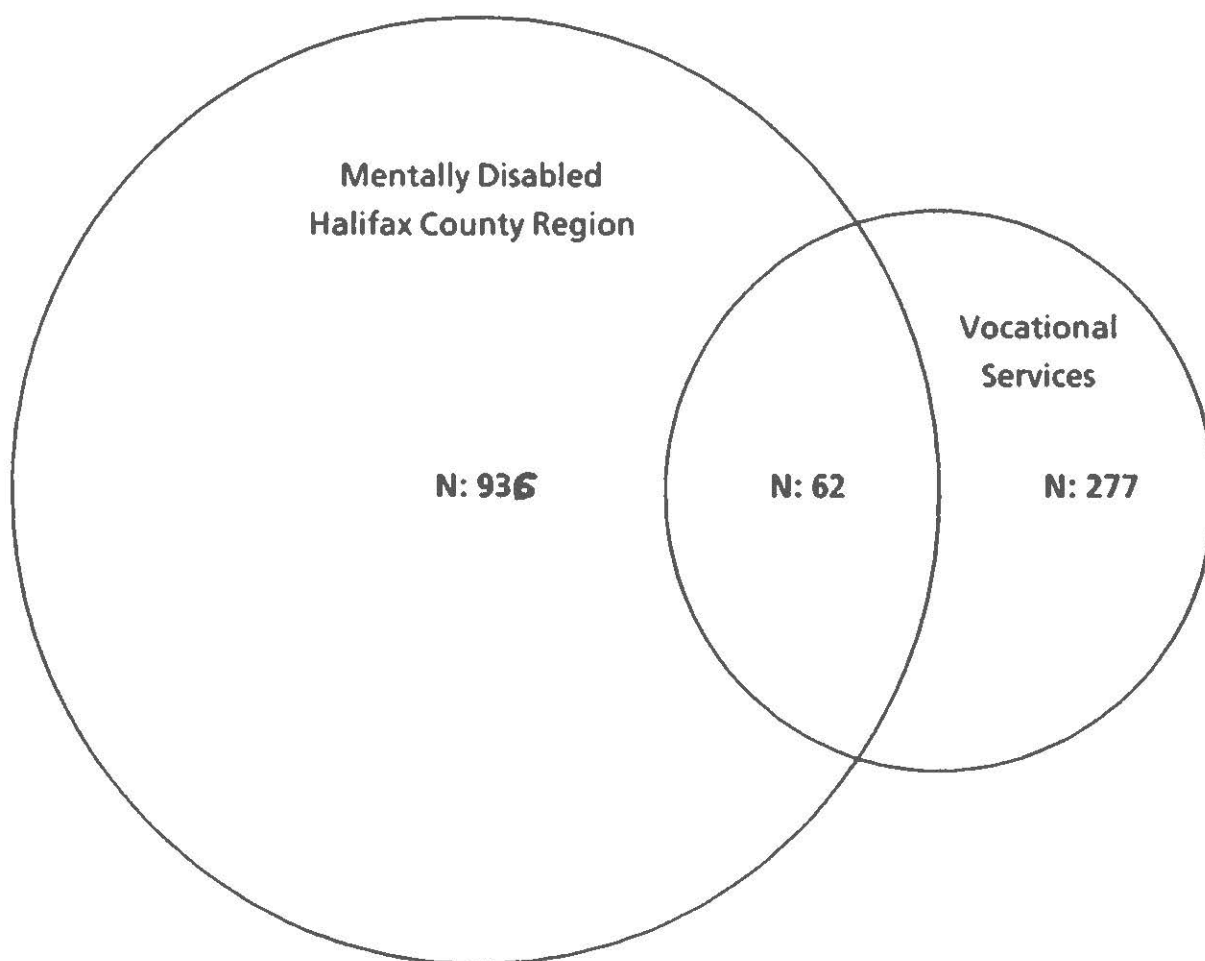 Mentally Disabled
Halifax County Region
Vocational
Services
N: 936
N: 62
N: 277